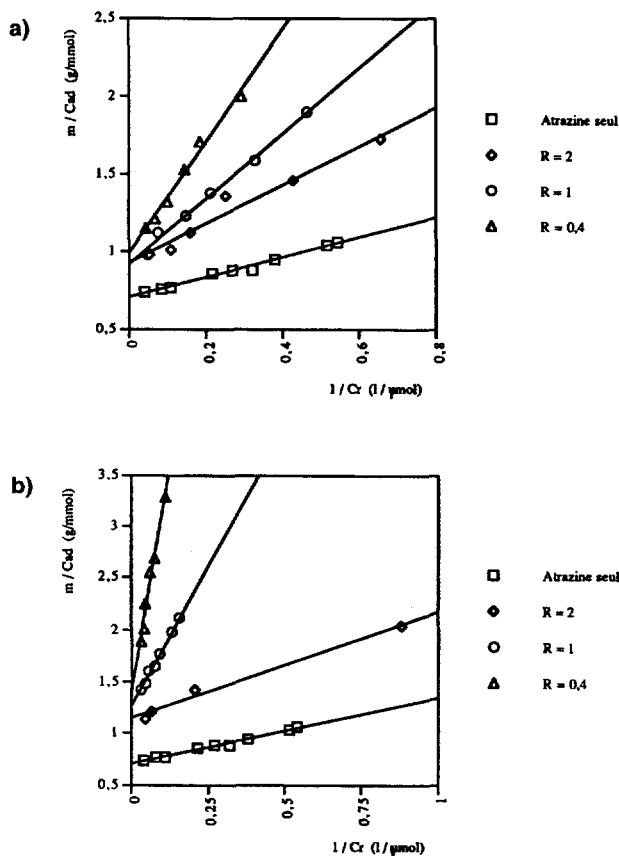 a)
m / Cad (g/mmol)
2.5
2
1.5
1
0,5
0
0,2
0,4
0,6
0,8
1 / Cr (l / µmol)
Atrazine seul
R = 2
R = 1
R = 0,4
b)
m / Cad (g/mmol)
3.5
3
2.5
2
1.5
1
0,5
0
0,25
0,5
0,75
1
1 / Cr (l / µmol)
Atrazine seul
R = 2
R = 1
R = 0,4